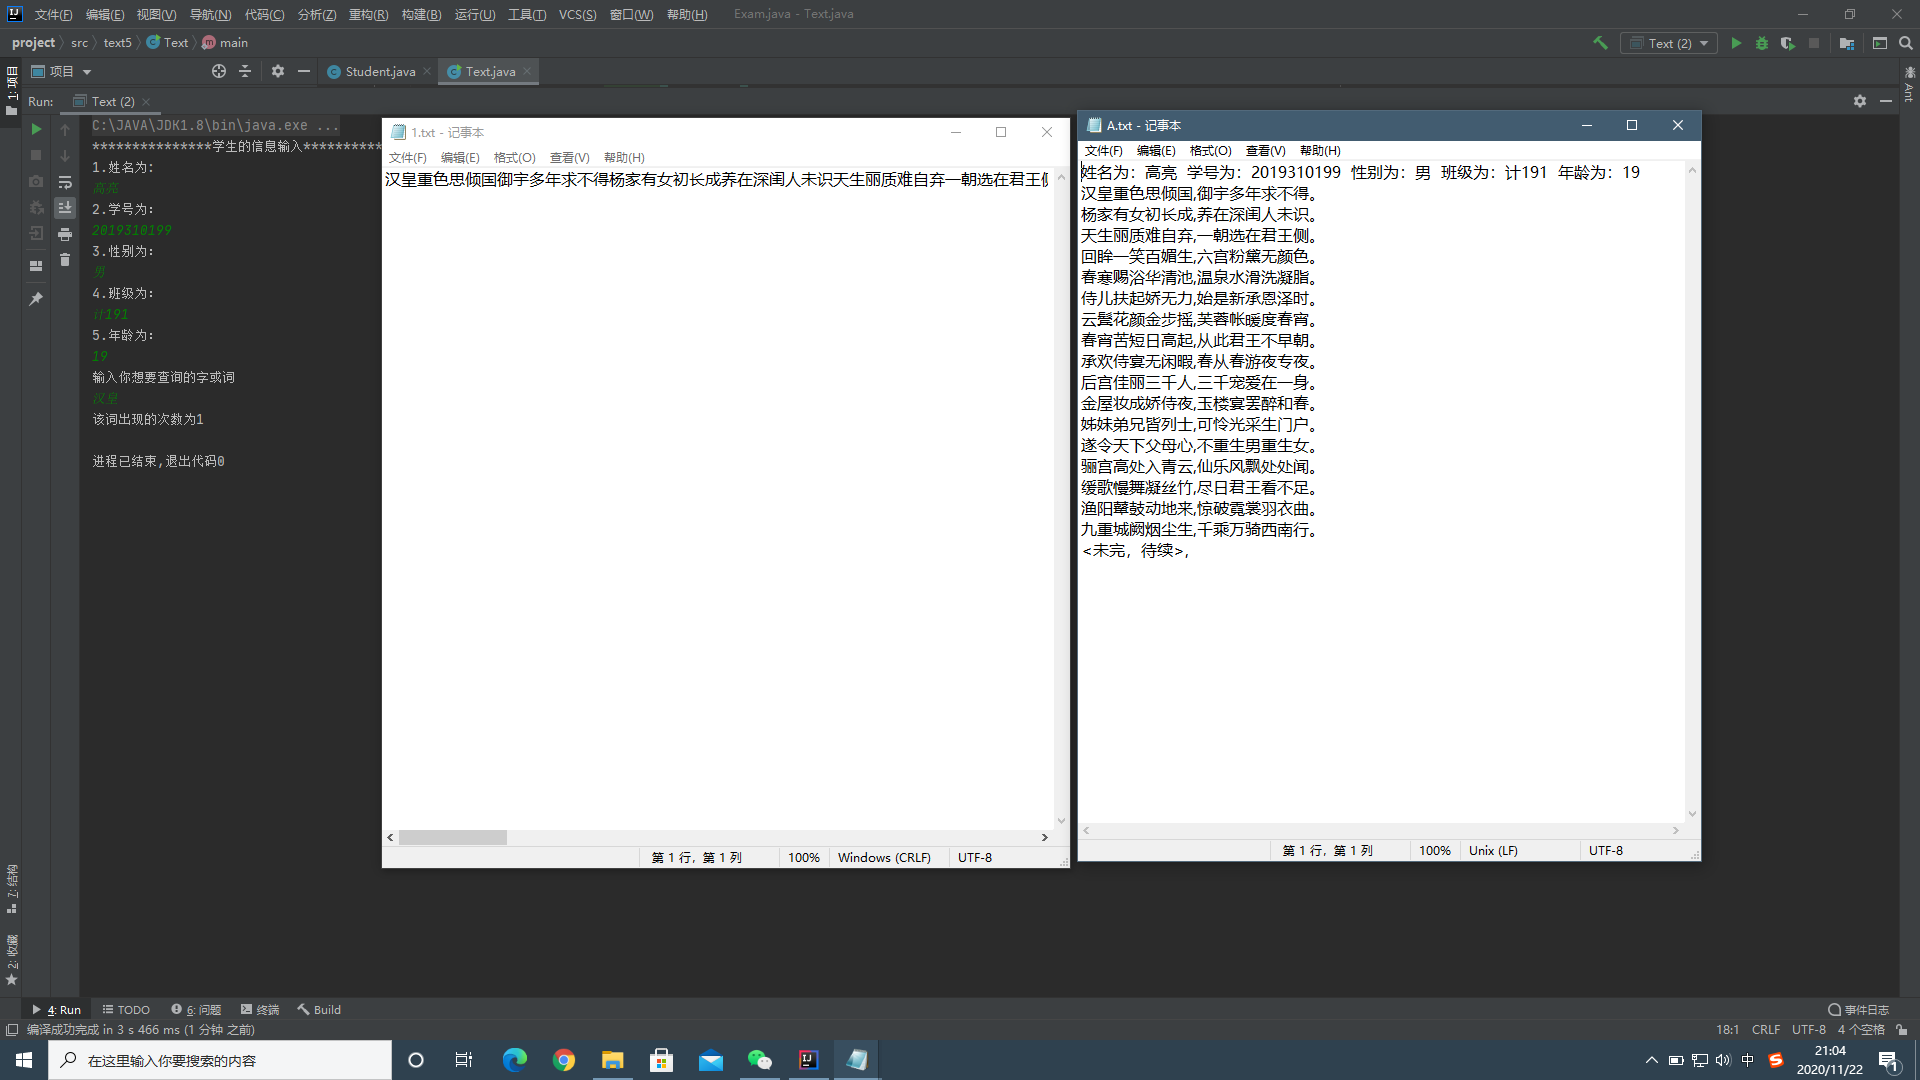 文件(F) 编辑(E) 视图(V) 导航(N) 代码(C) 分析(Z) 重构(R) 构建(B) 运行(U) 工具(T) VCS(S) 窗口(W) 帮助(H) Exam.java - Text.java
project src text5 Text main
Text (2)
1: 项目
项目
Student.java Text.java
Ant
Run: Text (2)
C:\JAVA\JDK1.8\bin\java.exe ...
***************学生的信息输入**********
1.姓名为:
高亮
2.学号为:
2019310199
3.性别为:
男
4.班级为:
计191
5.年龄为:
19
输入你想要查询的字或词
汉皇
该词出现的次数为1
进程已结束,退出代码0
1.txt - 记事本
文件(F) 编辑(E) 格式(O) 查看(V) 帮助(H)
汉皇重色思倾国御宇多年求不得杨家有女初长成养在深闺人未识天生丽质难自弃一朝选在君王侧
第 1 行，第 1 列 100% Windows (CRLF) UTF-8
A.txt - 记事本
文件(F) 编辑(E) 格式(O) 查看(V) 帮助(H)
姓名为：高亮 学号为：2019310199 性别为：男 班级为：计191 年龄为：19
汉皇重色思倾国,御宇多年求不得。
杨家有女初长成,养在深闺人未识。
天生丽质难自弃,一朝选在君王侧。
回眸一笑百媚生,六宫粉黛无颜色。
春寒赐浴华清池,温泉水滑洗凝脂。
侍儿扶起娇无力,始是新承恩泽时。
云鬓花颜金步摇,芙蓉帐暖度春宵。
春宵苦短日高起,从此君王不早朝。
承欢侍宴无闲暇,春从春游夜专夜。
后宫佳丽三千人,三千宠爱在一身。
金屋妆成娇侍夜,玉楼宴罢醉和春。
姊妹弟兄皆列士,可怜光采生门户。
遂令天下父母心,不重生男重生女。
骊宫高处入青云,仙乐风飘处处闻。
缓歌慢舞凝丝竹,尽日君王看不足。
渔阳鼙鼓动地来,惊破霓裳羽衣曲。
九重城阙烟尘生,千乘万骑西南行。
<未完，待续>,
第 1 行，第 1 列 100% Unix (LF) UTF-8
7: 结构
2: 收藏
4: Run TODO 6: 问题 终端 Build 事件日志
编译成功完成 in 3 s 466 ms (1 分钟 之前) 18:1 CRLF UTF-8 4 个空格
在这里输入你要搜索的内容
中
21:04
2020/11/22
1